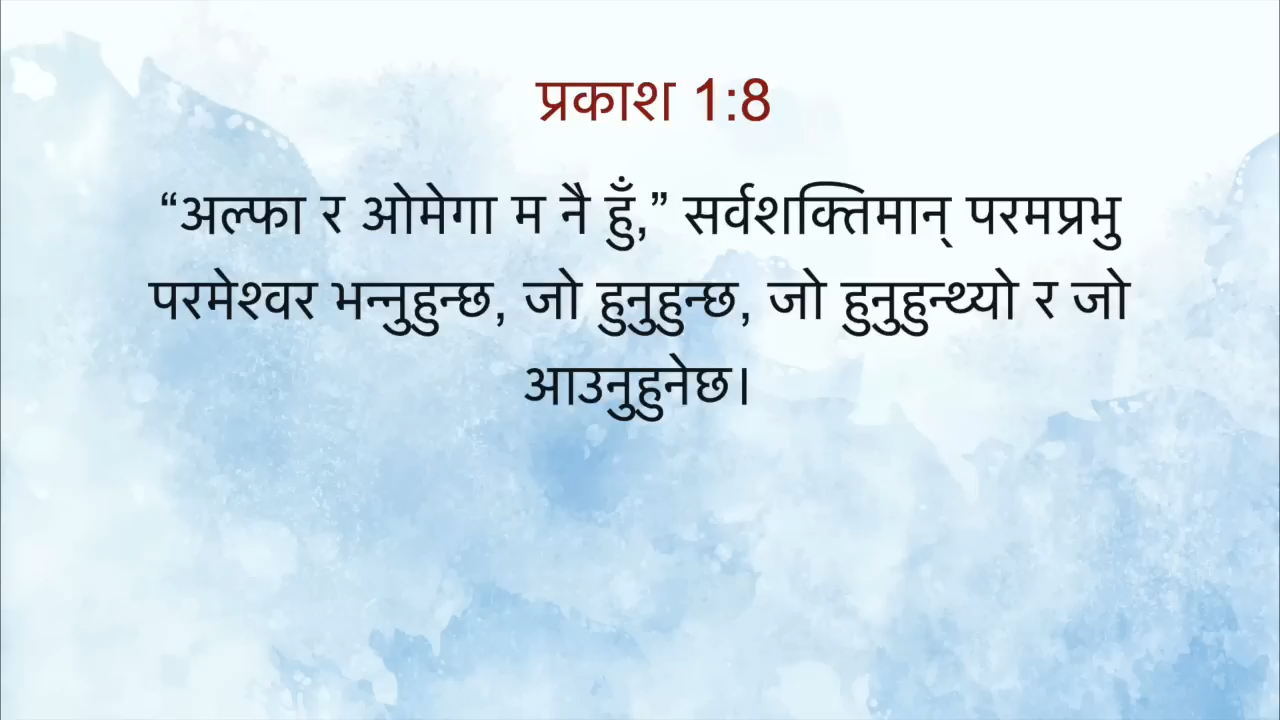 प्रकाश 1:8
“अल्फा र ओमेगा म नै हुँ,” सर्वशक्तिमान् परमप्रभु
परमेश्वर भन्नुहुन्छ, जो हुनुहुन्छ, जो हुनुहुन्थ्यो र जो
आउनुहुनेछ।